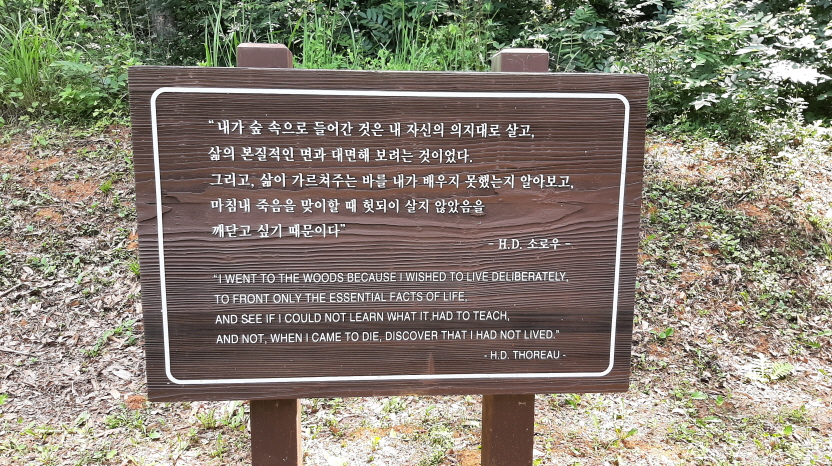 “내가 숲 속으로 들어간 것은 내 자신의 의지대로 살고,
삶의 본질적인 면과 대면해 보려는 것이었다.
그리고, 삶이 가르쳐주는 바를 내가 배우지 못했는지 알아보고,
마침내 죽음을 맞이할 때 헛되이 살지 않았음을
깨닫고 싶기 때문이다”
- H.D. 소로우 -
“I WENT TO THE WOODS BECAUSE I WISHED TO LIVE DELIBERATELY,
TO FRONT ONLY THE ESSENTIAL FACTS OF LIFE,
AND SEE IF I COULD NOT LEARN WHAT IT HAD TO TEACH,
AND NOT, WHEN I CAME TO DIE, DISCOVER THAT I HAD NOT LIVED.”
- H.D. THOREAU -